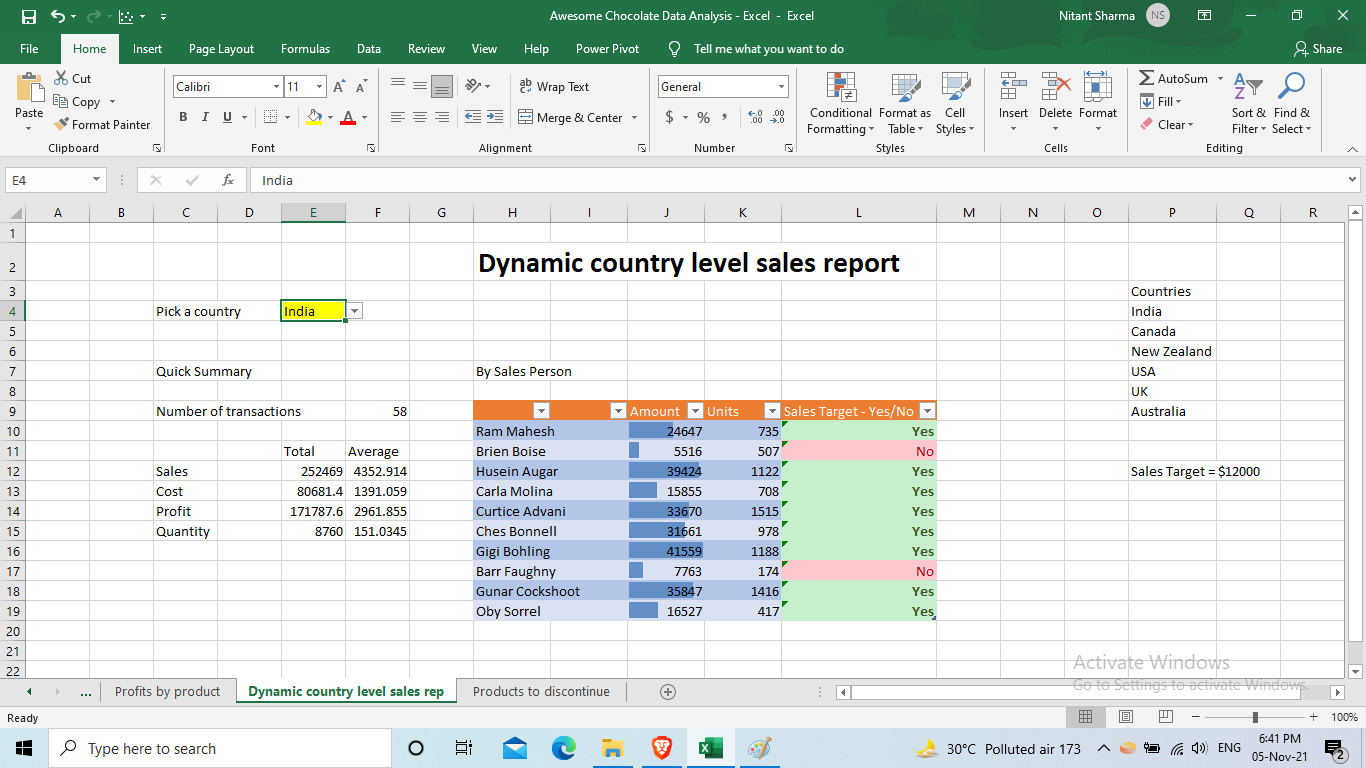 Awesome Chocolate Data Analysis - Excel - Excel
Nitant Sharma NS
File Home Insert Page Layout Formulas Data Review View Help Power Pivot Tell me what you want to do Share
Paste
Cut
Copy
Format Painter
Clipboard
Calibri 11
B I U
Font
Wrap Text
Merge & Center
Alignment
General
$ % ,
Number
Conditional Formatting
Format as Table
Cell Styles
Styles
Insert Delete Format
Cells
AutoSum
Fill
Clear
Sort & Filter
Find & Select
Editing
E4 fx India
A B C D E F G H I J K L M N O P Q R
1
2 Dynamic country level sales report
3 Countries
4 Pick a country India India
5 Canada
6 New Zealand
7 Quick Summary By Sales Person USA
8 UK
9 Number of transactions 58 Amount Units Sales Target - Yes/No Australia
10 Ram Mahesh 24647 735 Yes
11 Total Average Brien Boise 5516 507 No
12 Sales 252469 4352.914 Husein Augar 39424 1122 Yes Sales Target = $12000
13 Cost 80681.4 1391.059 Carla Molina 15855 708 Yes
14 Profit 171787.6 2961.855 Curtice Advani 33670 1515 Yes
15 Quantity 8760 151.0345 Ches Bonnell 31661 978 Yes
16 Gigi Bohling 41559 1188 Yes
17 Barr Faughny 7763 174 No
18 Gunar Cockshoot 35847 1416 Yes
19 Oby Sorrel 16527 417 Yes
20
21
22
Activate Windows
Go to Settings to activate Windows.
... Profits by product Dynamic country level sales rep Products to discontinue
Ready 100%
Type here to search
30°C Polluted air 173 ENG
6:41 PM
05-Nov-21
2